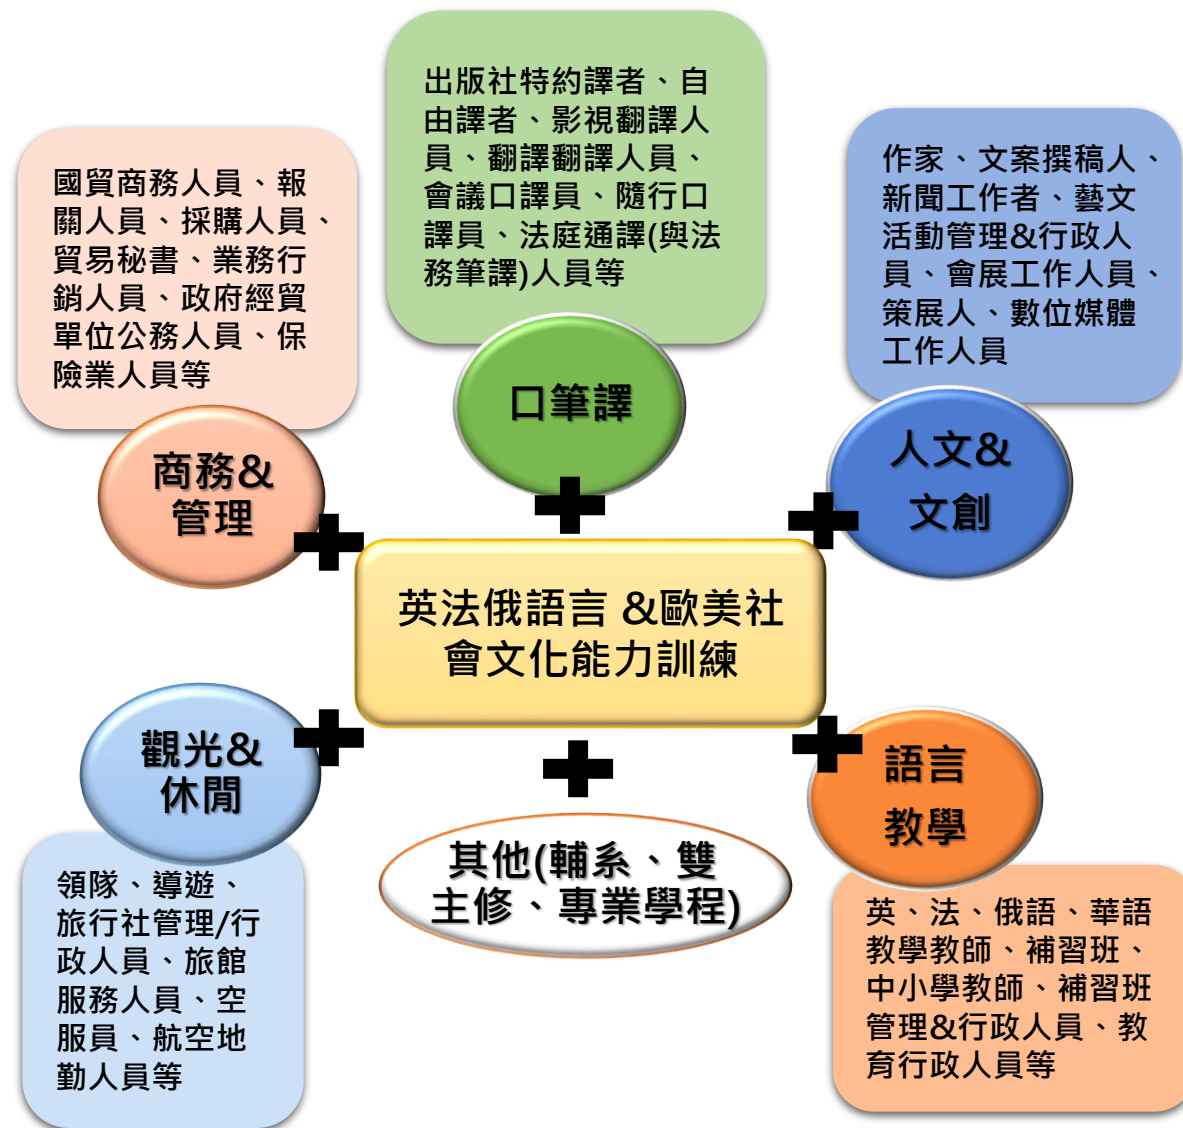 出版社特約譯者、自
由譯者、影視翻譯人
員、翻譯翻譯人員、
會議口譯員、隨行口
譯員、法庭通譯(與法
務筆譯)人員等
口筆譯
國貿商務人員、報
關人員、採購人員、
貿易秘書、業務行
銷人員、政府經貿
單位公務人員、保
險業人員等
商務&
管理
作家、文案撰稿人、
新聞工作者、藝文
活動管理&行政人
員、會展工作人員、
策展人、數位媒體
工作人員
人文&
文創
英法俄語言 &歐美社
會文化能力訓練
觀光&
休閒
領隊、導遊、
旅行社管理/行
政人員、旅館
服務人員、空
服員、航空地
勤人員等
其他(輔系、雙
主修、專業學程)
語言
教學
英、法、俄語、華語
教學教師、補習班、
中小學教師、補習班
管理&行政人員、教
育行政人員等